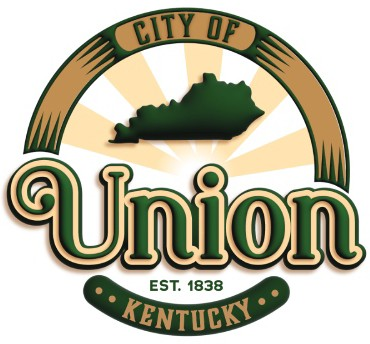 CITY OF
Union
EST. 1838
KENTUCKY